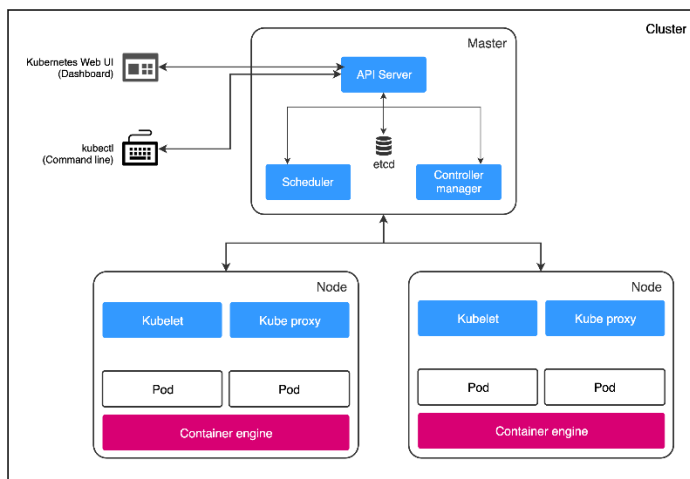 Cluster
Master
Kubernetes Web UI
(Dashboard)
API Server
kubectl
(Command line)
etcd
Scheduler
Controller
manager
Node
Kubelet
Kube proxy
Pod
Pod
Container engine
Node
Kubelet
Kube proxy
Pod
Pod
Container engine